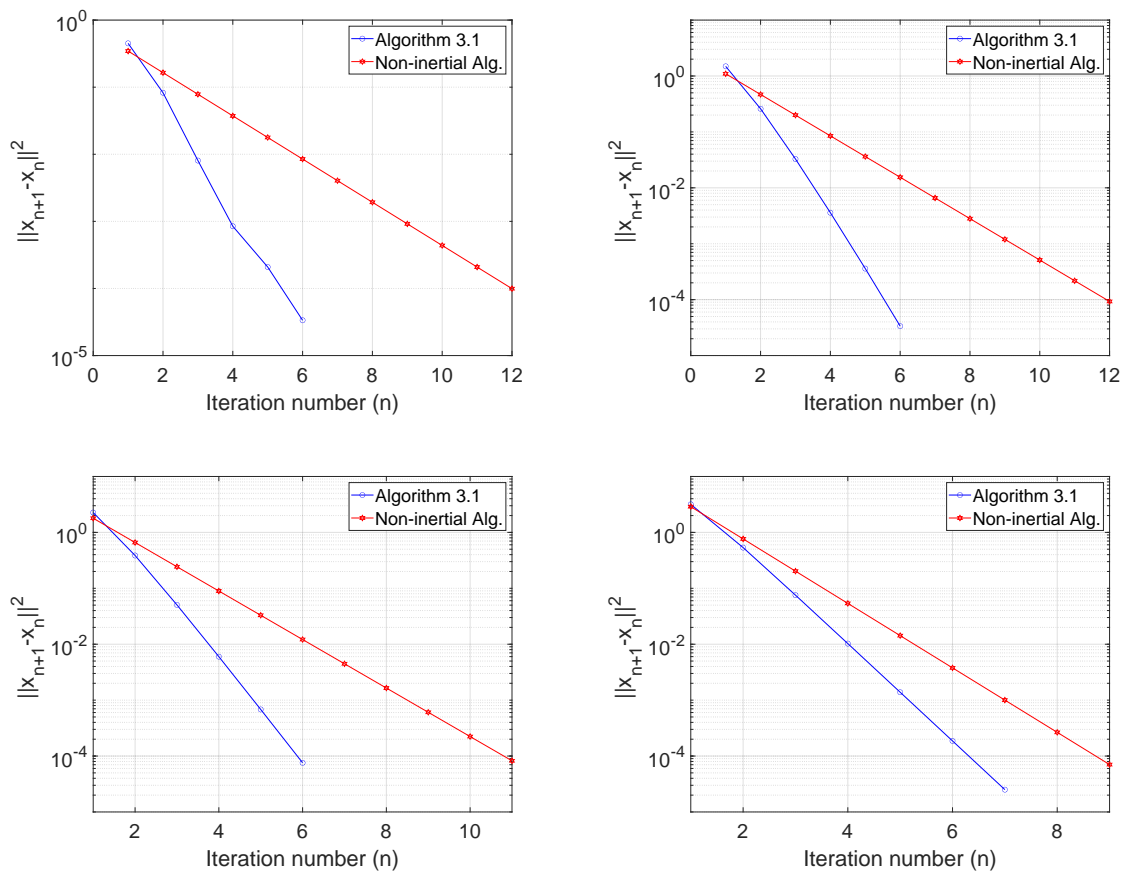 10^0
10^-5
||x_{n+1}-x_n||^2
Algorithm 3.1
Non-inertial Alg.
0 2 4 6 8 10 12
Iteration number (n)
10^0
10^-2
10^-4
||x_{n+1}-x_n||^2
Algorithm 3.1
Non-inertial Alg.
0 2 4 6 8 10 12
Iteration number (n)
10^0
10^-2
10^-4
||x_{n+1}-x_n||^2
Algorithm 3.1
Non-inertial Alg.
2 4 6 8 10
Iteration number (n)
10^0
10^-2
10^-4
||x_{n+1}-x_n||^2
Algorithm 3.1
Non-inertial Alg.
2 4 6 8
Iteration number (n)